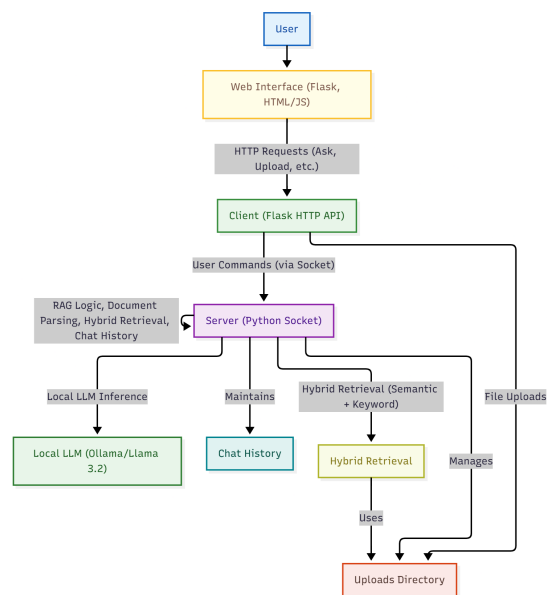 User
Web Interface (Flask,
HTML/JS)
HTTP Requests (Ask,
Upload, etc.)
Client (Flask HTTP API)
User Commands (via Socket)
RAG Logic, Document
Parsing, Hybrid Retrieval,
Chat History
Server (Python Socket)
Local LLM Inference
Maintains
Hybrid Retrieval (Semantic
+ Keyword)
File Uploads
Local LLM (Ollama/Llama
3.2)
Chat History
Hybrid Retrieval
Manages
Uses
Uploads Directory